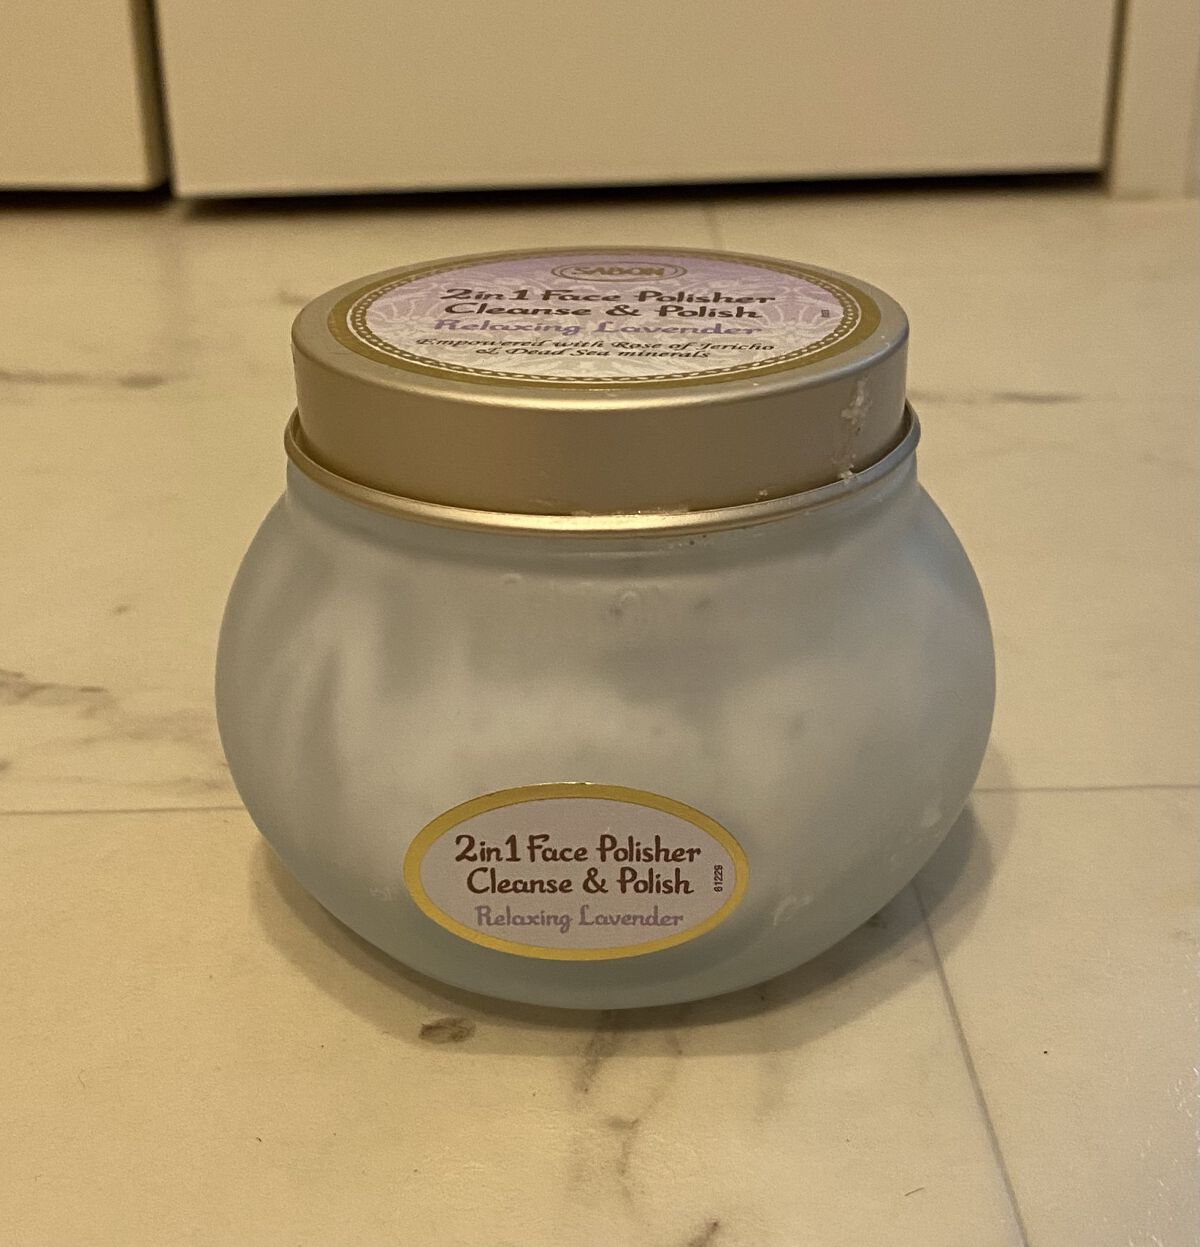 SABON
2in1 Face Polisher
Cleanse & Polish
Relaxing Lavender
Empowered with Rose of Jericho
& Dead Sea minerals
2in1 Face Polisher
Cleanse & Polish
Relaxing Lavender
61229